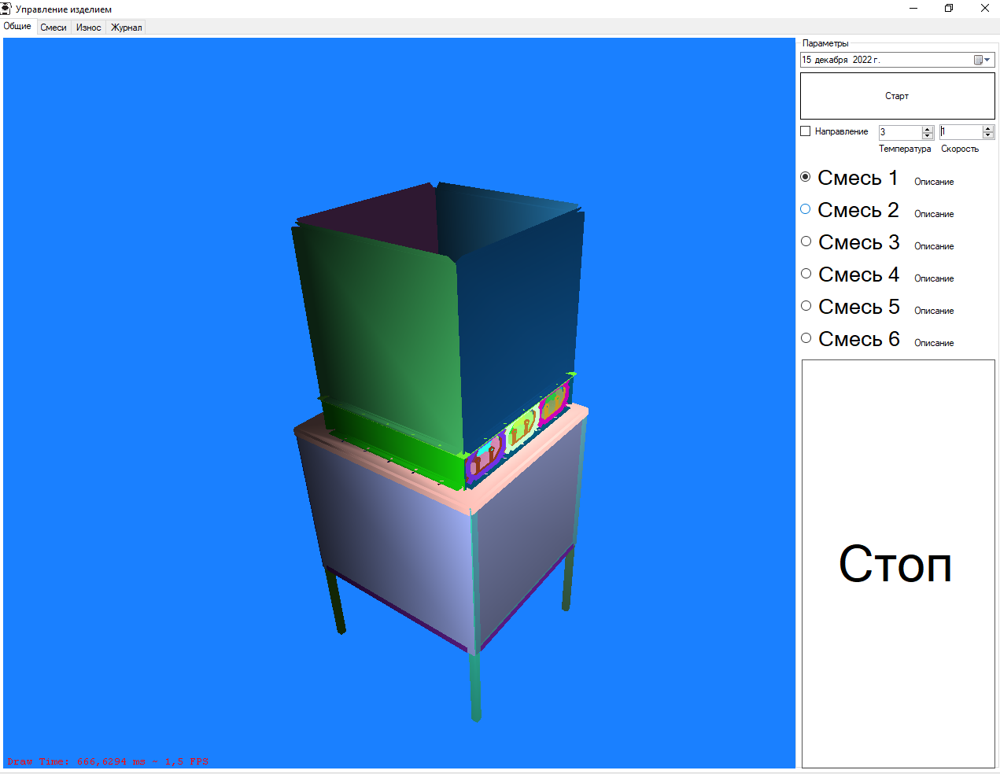 Управление изделием
Общие Смеси Износ Журнал
Параметры
15 декабря 2022 г.
Старт
Направление 3 1
Температура Скорость
Смесь 1 Описание
Смесь 2 Описание
Смесь 3 Описание
Смесь 4 Описание
Смесь 5 Описание
Смесь 6 Описание
Стоп
Draw Time: 666,6294 ms ~ 1,5 FPS